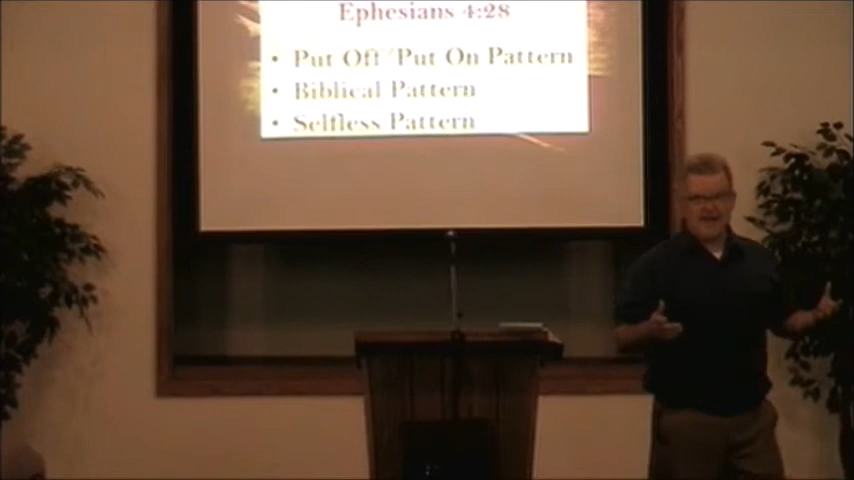 Ephesians 4:28
• Put Off/Put On Pattern
• Biblical Pattern
• Selfless Pattern